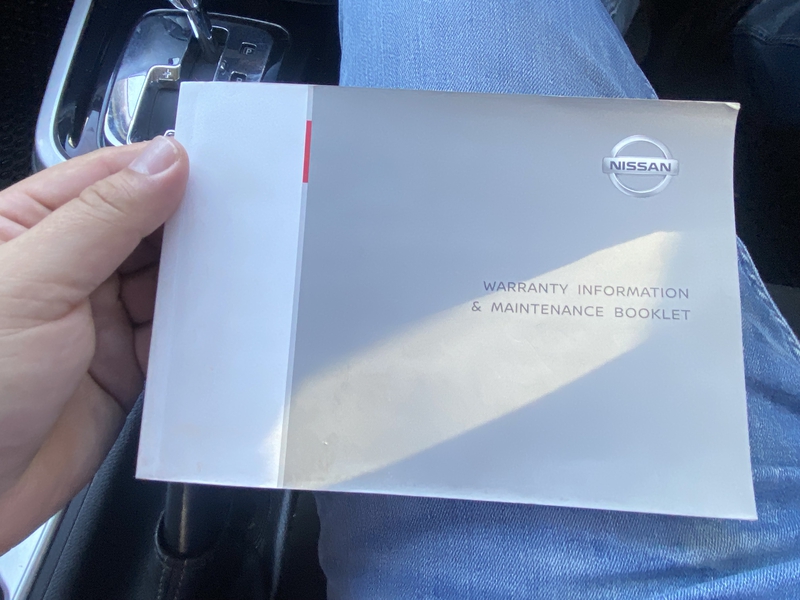 P
+
NISSAN
WARRANTY INFORMATION
& MAINTENANCE BOOKLET